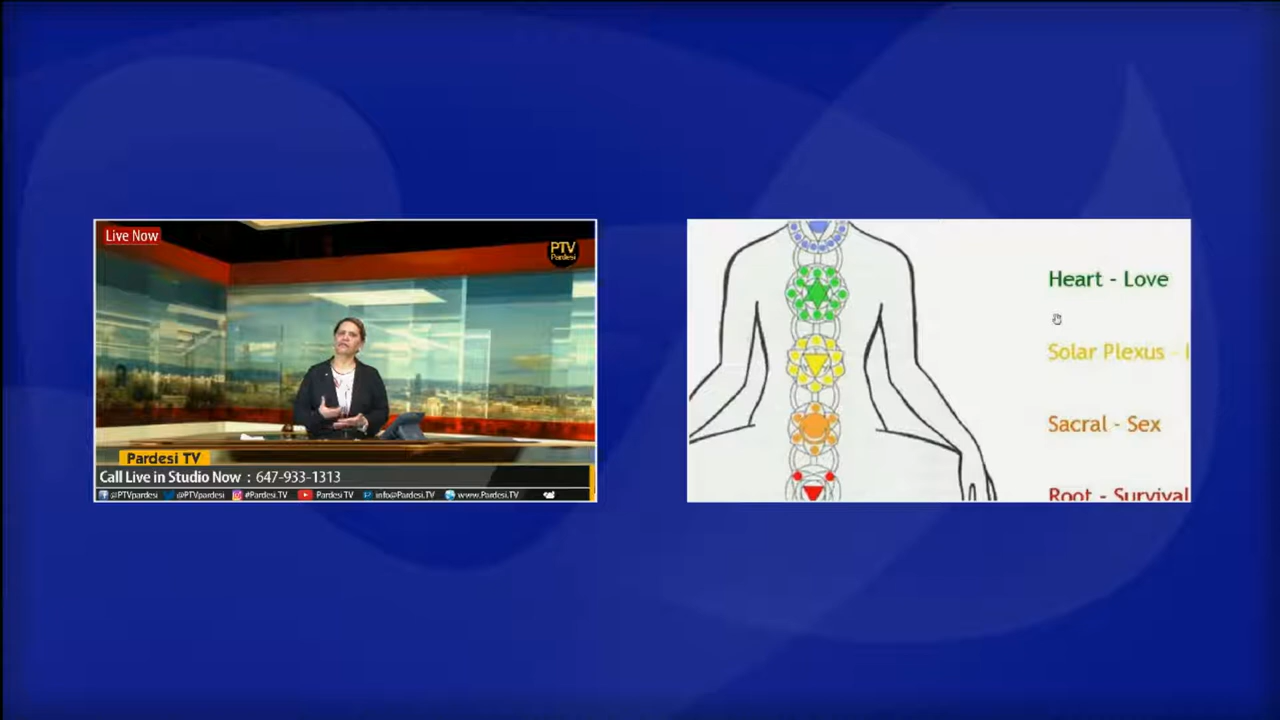 Live Now
PTV
Pardesi
Pardesi TV
Call Live in Studio Now : 647-933-1313
@PTVpardesi @PTVpardesi #Pardesi.TV Pardesi TV info@Pardesi.TV www.Pardesi.TV
Heart - Love
Solar Plexus -
Sacral - Sex
Root - Survival